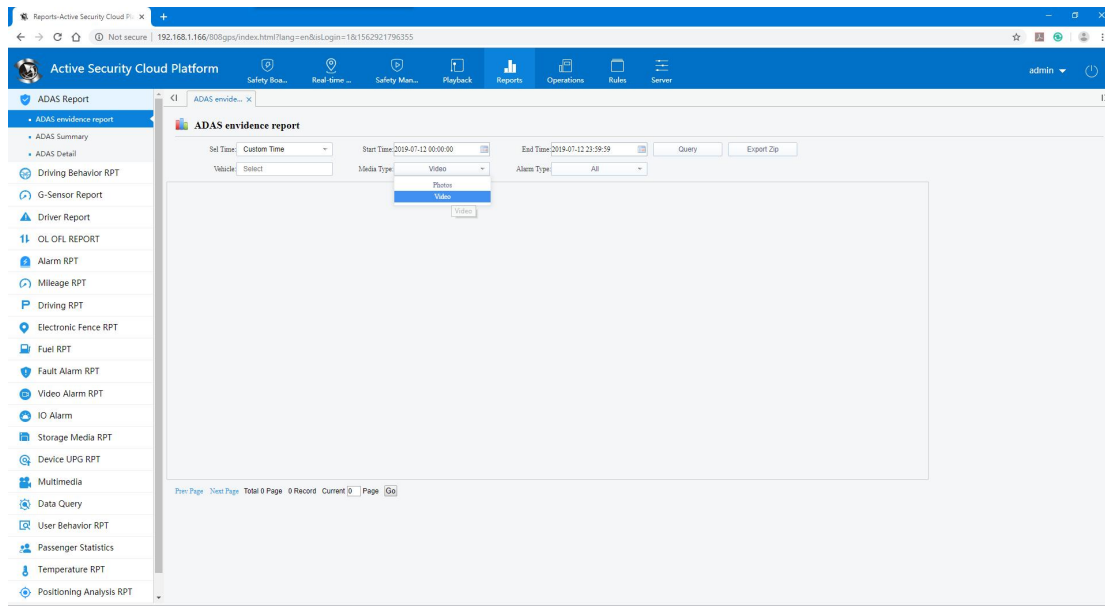 Reports-Active Security Cloud Pl
Not secure | 192.168.1.166/808gps/index.html?lang=en&isLogin=1&t1562921796355
Active Security Cloud Platform
Safety Boa... Real-time ... Safety Man... Playback Reports Operations Rules Server
admin
ADAS Report
ADAS envide...
ADAS envidence report
ADAS Summary
ADAS Detail
Driving Behavior RPT
G-Sensor Report
Driver Report
OL OFL REPORT
Alarm RPT
Mileage RPT
Driving RPT
Electronic Fence RPT
Fuel RPT
Fault Alarm RPT
Video Alarm RPT
IO Alarm
Storage Media RPT
Device UPG RPT
Multimedia
Data Query
User Behavior RPT
Passenger Statistics
Temperature RPT
Positioning Analysis RPT
ADAS envidence report
Sel Time: Custom Time Start Time: 2019-07-12 00:00:00 End Time: 2019-07-12 23:59:59 Query Export Zip
Vehicle: Select Media Type: Video Alarm Type: All
Photos
Video
Video
Prev Page Next Page Total 0 Page 0 Record Current 0 Page Go